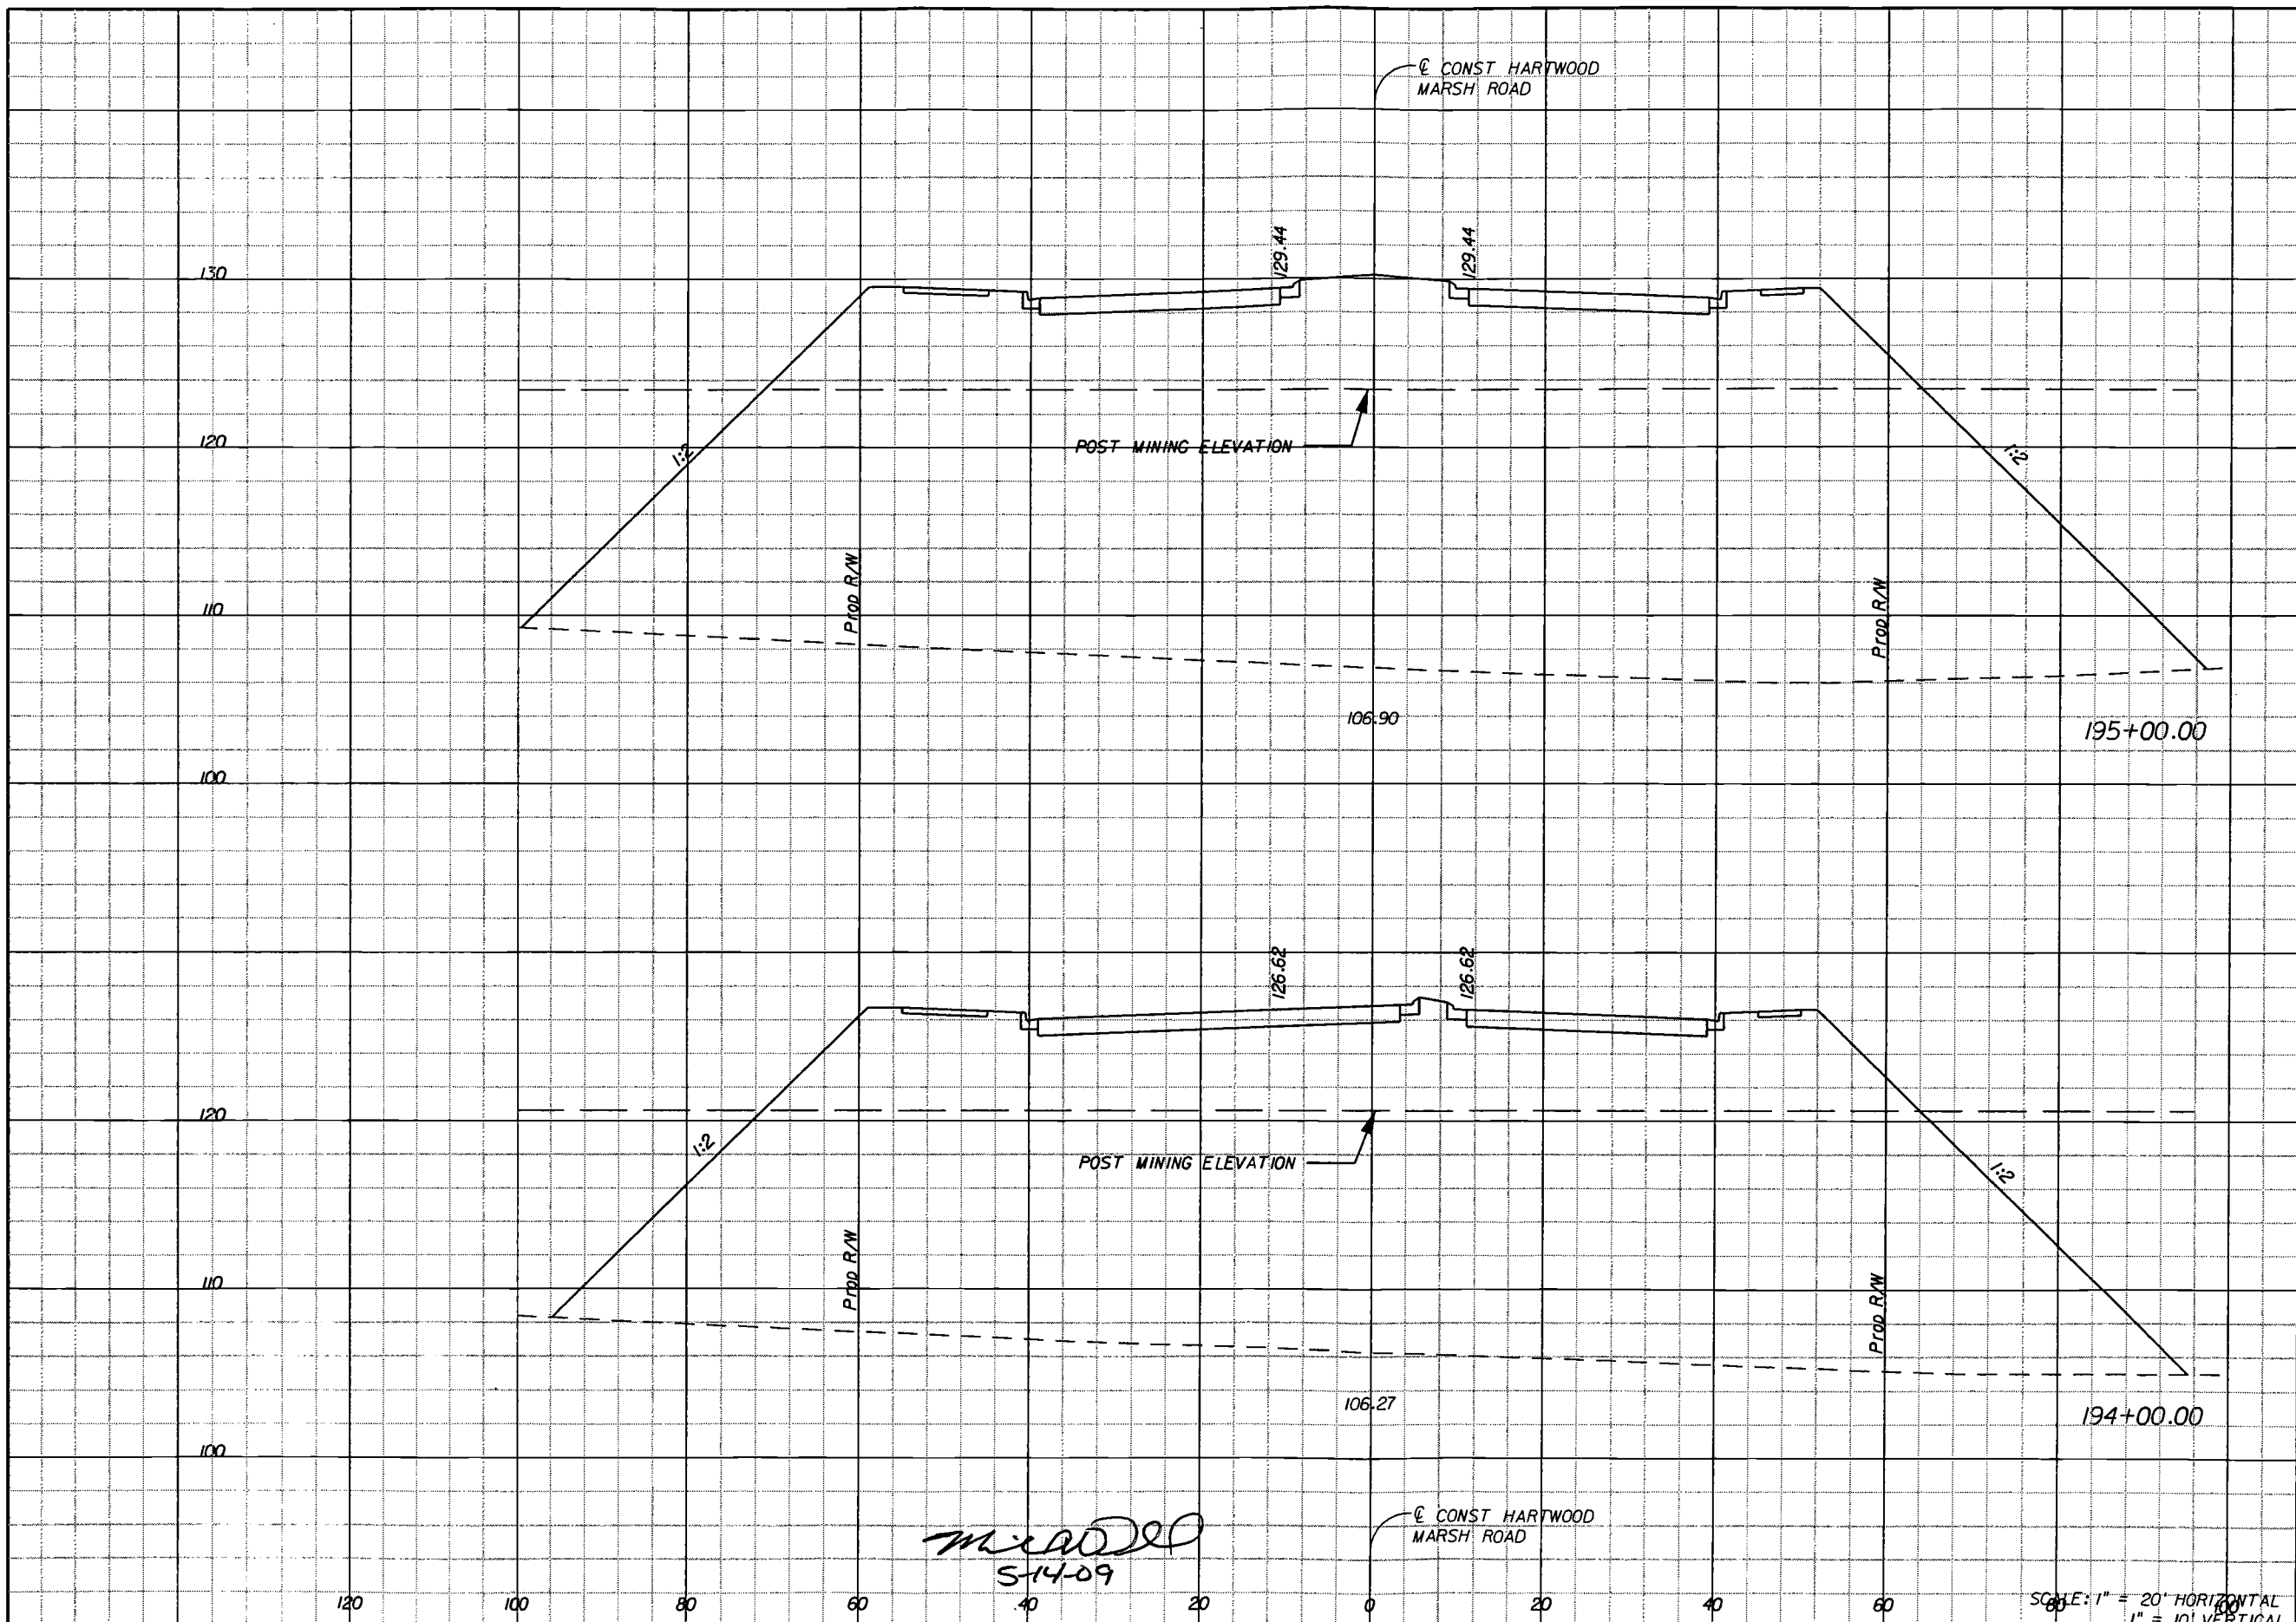 ℄ CONST HARTWOOD
MARSH ROAD
130
129.44
129.44
120
1:2
POST MINING ELEVATION
1:2
110
Prop R/W
Prop R/W
106.90
195+00.00
100
126.62
126.62
120
1:2
POST MINING ELEVATION
1:2
110
Prop R/W
Prop R/W
106.27
194+00.00
100
℄ CONST HARTWOOD
MARSH ROAD
5-14-09
120 100 80 60 40 20 0 20 40 60 80 100
SCALE: 1" = 20' HORIZONTAL
1" = 10' VERTICAL